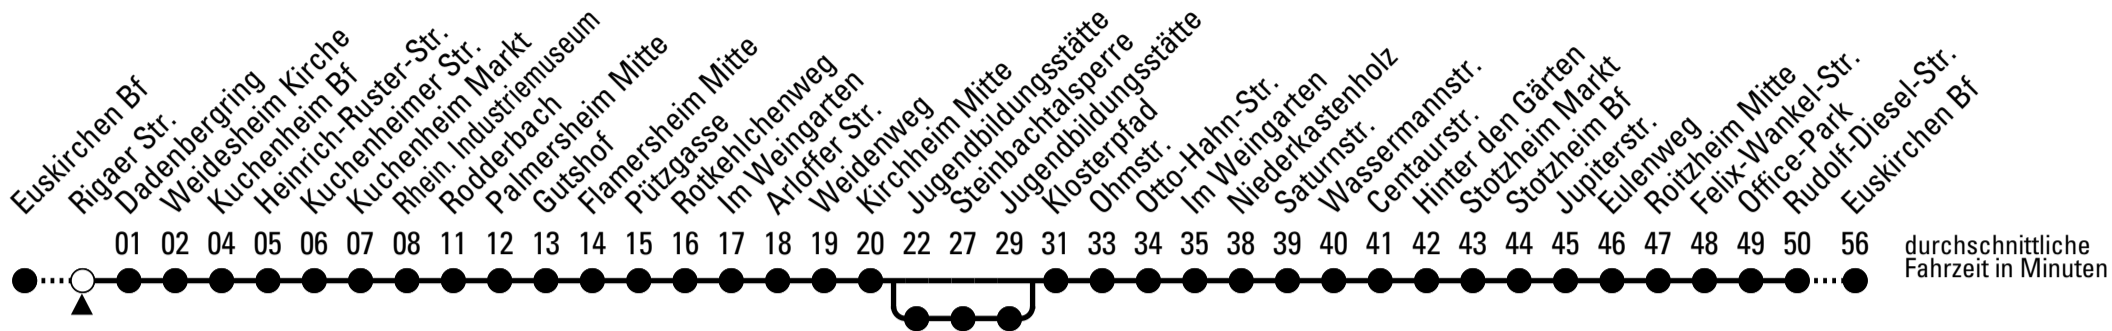 Euskirchen Bf
Rigaer Str.
Dadenbergring
Weidesheim Kirche
Kuchenheim Bf
Heinrich-Ruster-Str.
Kuchenheimer Str.
Kuchenheim Markt
Rhein. Industriemuseum
Rodderbach
Palmersheim Mitte
Gutshof
Flamersheim Mitte
Pützgasse
Rotkehlchenweg
Im Weingarten
Arloffer Str.
Weidenweg
Kirchheim Mitte
Jugendbildungsstätte
Steinbachtalsperre
Jugendbildungsstätte
Klosterpfad
Ohmstr.
Otto-Hahn-Str.
Im Weingarten
Niederkastenholz
Saturnstr.
Wassermannstr.
Centaurstr.
Hinter den Gärten
Stotzheim Markt
Stotzheim Bf
Jupiterstr.
Eulenweg
Roitzheim Mitte
Felix-Wankel-Str.
Office-Park
Rudolf-Diesel-Str.
Euskirchen Bf
01 02 04 05 06 07 08 11 12 13 14 15 16 17 18 19 20 22 27 29 31 33 34 35 38 39 40 41 42 43 44 45 46 47 48 49 50 56
durchschnittliche
Fahrzeit in Minuten